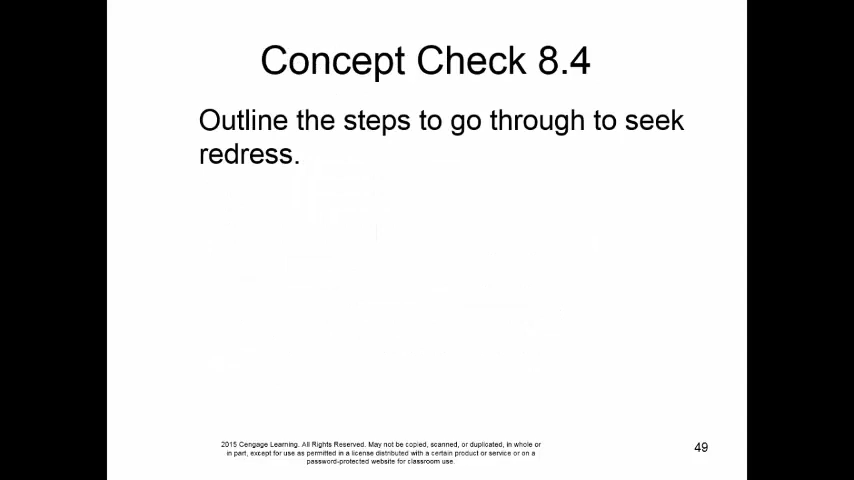 Concept Check 8.4
Outline the steps to go through to seek
redress.
2015 Cengage Learning. All Rights Reserved. May not be copied, scanned, or duplicated, in whole or
in part, except for use as permitted in a license distributed with a certain product or service or on a
password-protected website for classroom use.
49